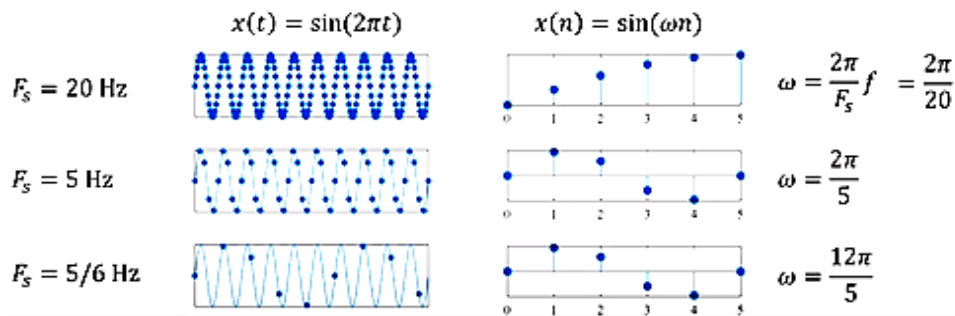 x(t) = sin(2πt) x(n) = sin(ωn)
F_s = 20 Hz 0 1 2 3 4 5 ω = 2π/F_s f = 2π/20
F_s = 5 Hz 0 1 2 3 4 5 ω = 2π/5
F_s = 5/6 Hz 0 1 2 3 4 5 ω = 12π/5